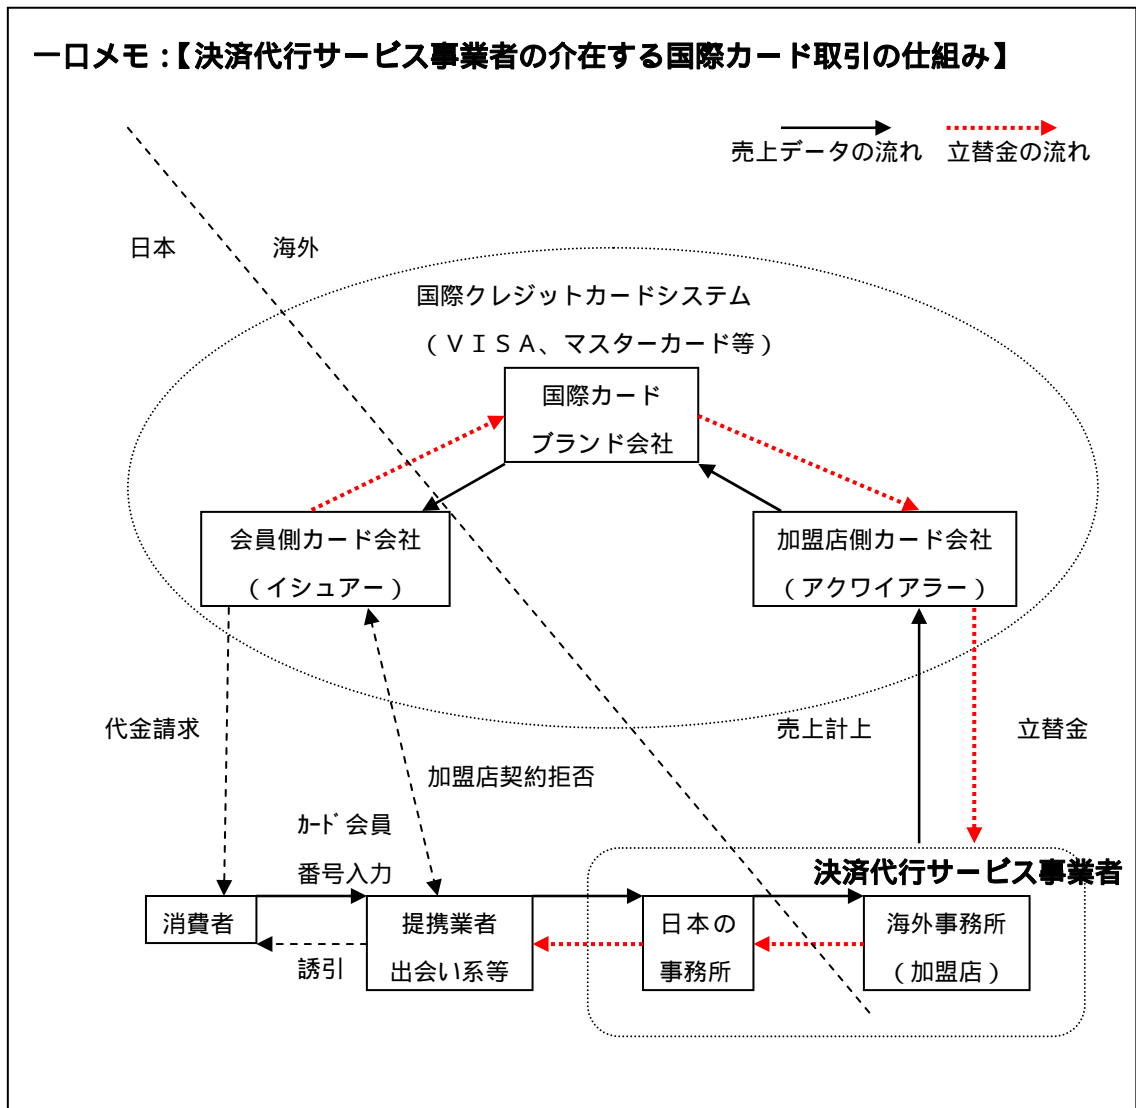 一口メモ：【決済代行サービス事業者の介在する国際カード取引の仕組み】
売上データの流れ　立替金の流れ
日本　海外
国際クレジットカードシステム
（ＶＩＳＡ、マスターカード等）
国際カード
ブランド会社
会員側カード会社
（イシュアー）
加盟店側カード会社
（アクワイアラー）
代金請求
売上計上
立替金
加盟店契約拒否
ｶｰﾄﾞ会員
番号入力
決済代行サービス事業者
消費者
提携業者
出会い系等
日本の
事務所
海外事務所
（加盟店）
誘引